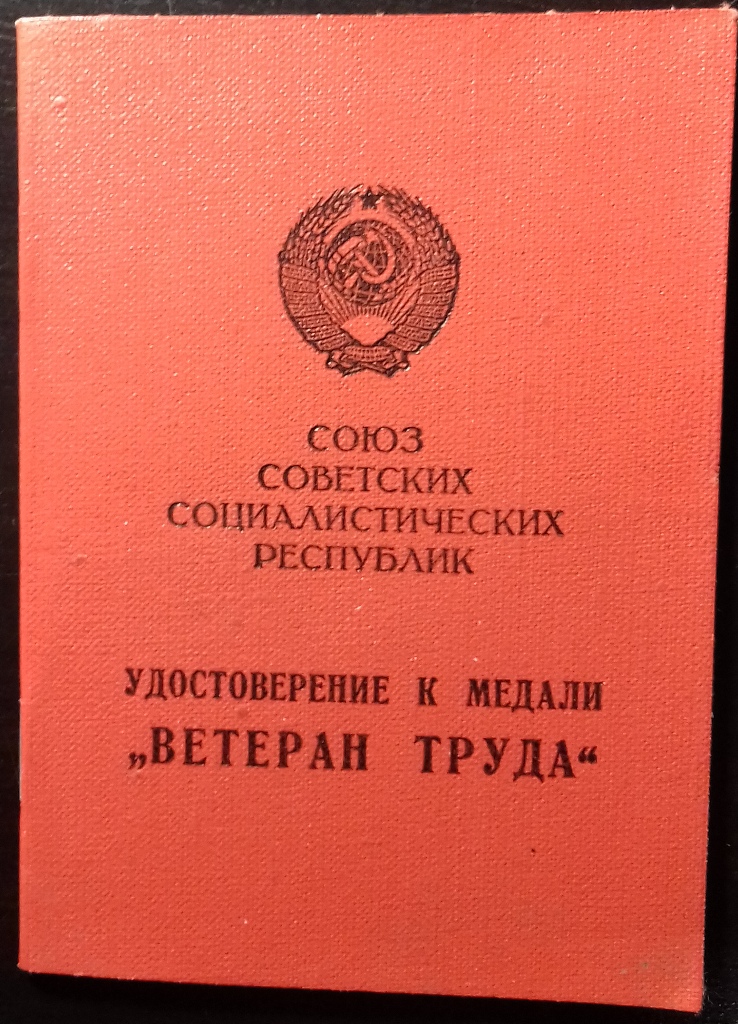 СОЮЗ
СОВЕТСКИХ
СОЦИАЛИСТИЧЕСКИХ
РЕСПУБЛИК
УДОСТОВЕРЕНИЕ К МЕДАЛИ
„ВЕТЕРАН ТРУДА“